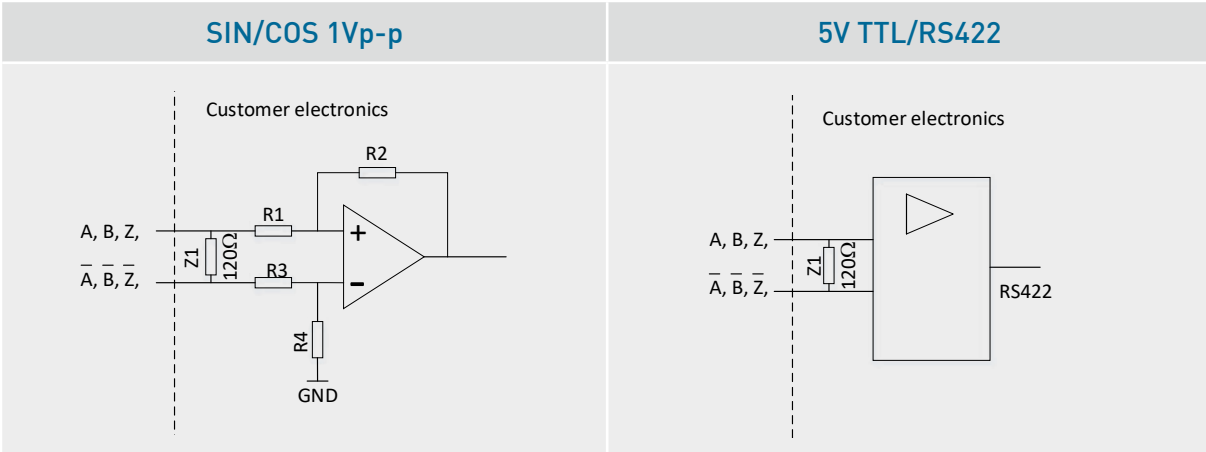 SIN/COS 1Vp-p
Customer electronics
R2
R1
+
A, B, Z,
Z1
120Ω
A̅, B̅, Z̅,
R3
-
R4
GND
5V TTL/RS422
Customer electronics
A, B, Z,
Z1
120Ω
A̅, B̅, Z̅,
RS422